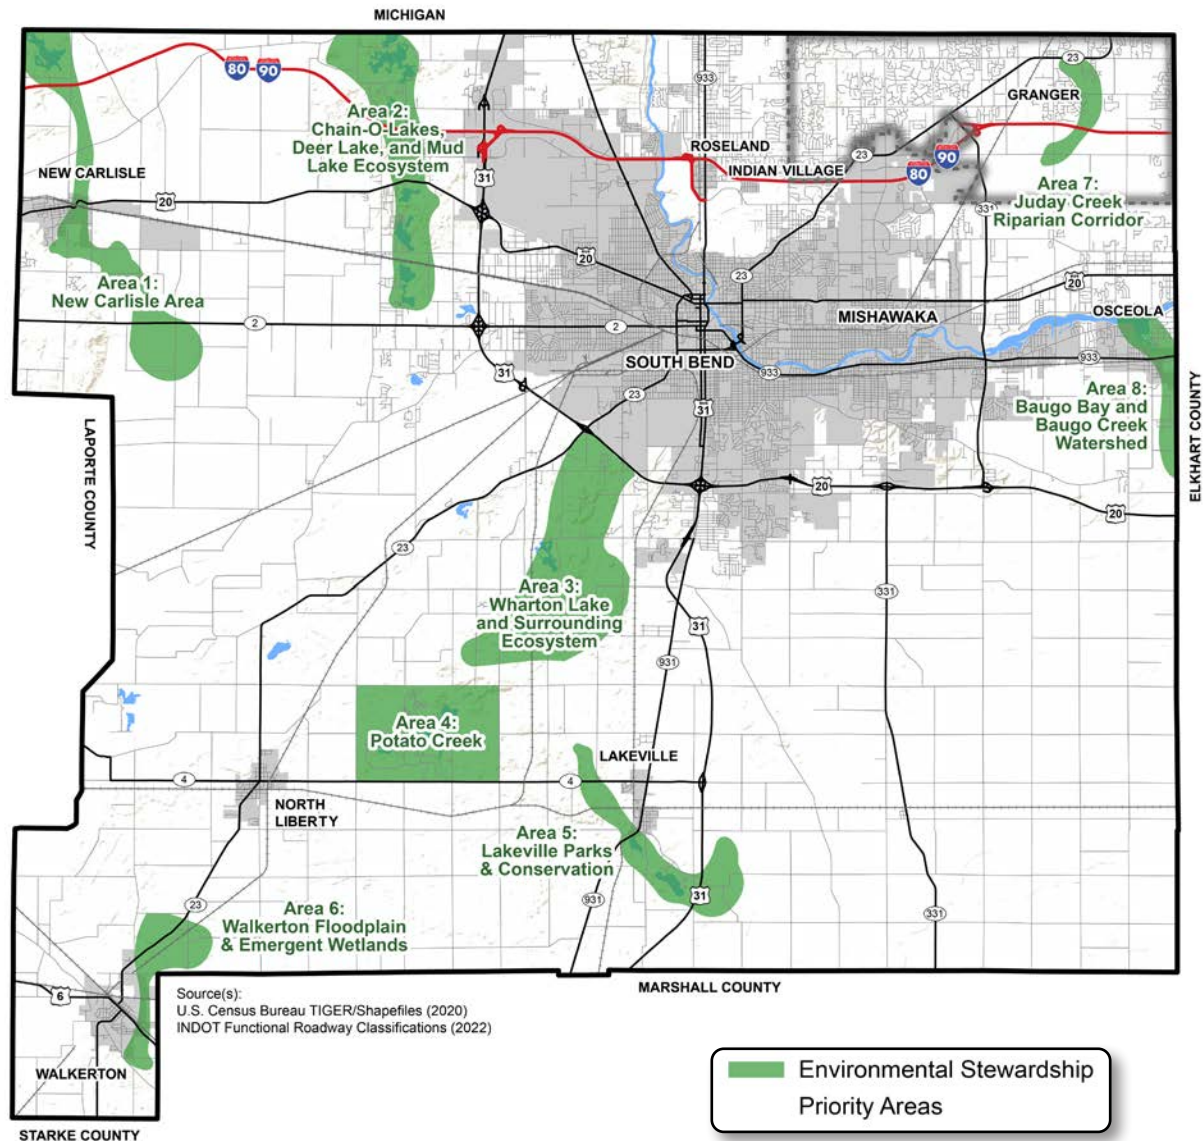 MICHIGAN
23
80
90
933
GRANGER
Area 2:
Chain-O-Lakes,
Deer Lake, and Mud
Lake Ecosystem
ROSELAND
23
90
80
INDIAN VILLAGE
NEW CARLISLE
31
20
Area 7:
Juday Creek
Riparian Corridor
331
20
23
20
Area 1:
New Carlisle Area
OSCEOLA
MISHAWAKA
2
2
SOUTH BEND
933
933
31
23
31
Area 8:
Baugo Bay and
Baugo Creek
Watershed
LAPORTE COUNTY
ELKHART COUNTY
20
20
23
Area 3:
Wharton Lake
and Surrounding
Ecosystem
331
31
931
Area 4:
Potato Creek
LAKEVILLE
4
4
NORTH
LIBERTY
Area 5:
Lakeville Parks
& Conservation
31
931
23
331
Area 6:
Walkerton Floodplain
& Emergent Wetlands
6
MARSHALL COUNTY
Source(s):
U.S. Census Bureau TIGER/Shapefiles (2020)
INDOT Functional Roadway Classifications (2022)
WALKERTON
Environmental Stewardship
Priority Areas
STARKE COUNTY